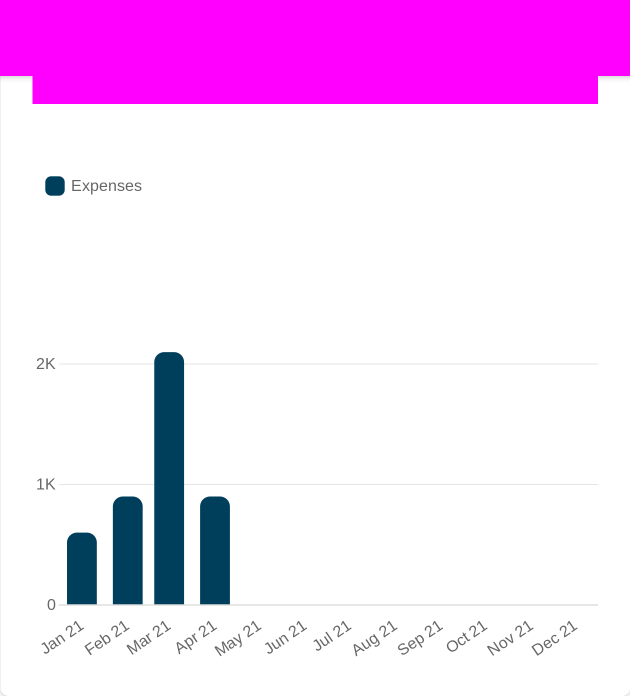 Expenses
2K
1K
0
Jan 21
Feb 21
Mar 21
Apr 21
May 21
Jun 21
Jul 21
Aug 21
Sep 21
Oct 21
Nov 21
Dec 21